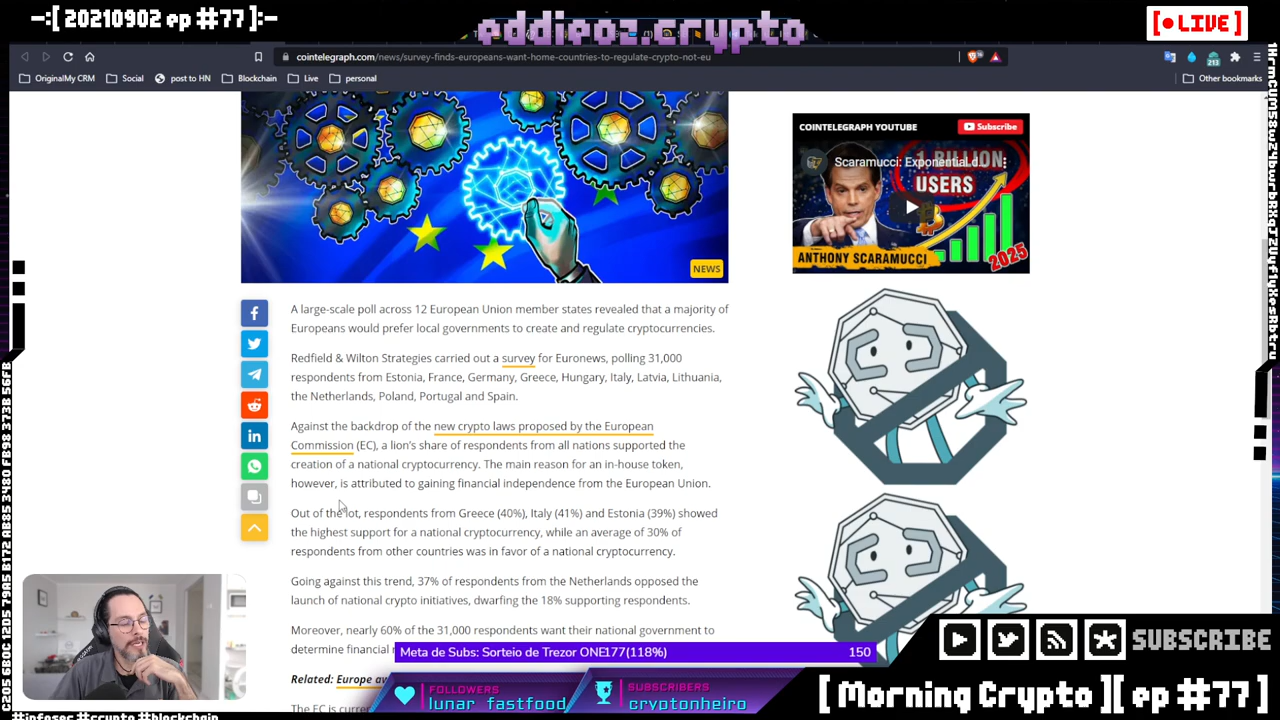 -:[ 20210902 ep #77 ]:-
eddieoz.crypto
[ ● LIVE ]
cointelegraph.com/news/survey-finds-europeans-want-home-countries-to-regulate-crypto-not-eu
213
OriginalMy CRM
Social
post to HN
Blockchain
Live
personal
Other bookmarks
NEWS
COINTELEGRAPH YOUTUBE
Subscribe
Scaramucci: Exponential d...
1 BILLION
USERS
ANTHONY SCARAMUCCI
2025
A large-scale poll across 12 European Union member states revealed that a majority of
Europeans would prefer local governments to create and regulate cryptocurrencies.
Redfield & Wilton Strategies carried out a survey for Euronews, polling 31,000
respondents from Estonia, France, Germany, Greece, Hungary, Italy, Latvia, Lithuania,
the Netherlands, Poland, Portugal and Spain.
Against the backdrop of the new crypto laws proposed by the European
Commission (EC), a lion's share of respondents from all nations supported the
creation of a national cryptocurrency. The main reason for an in-house token,
however, is attributed to gaining financial independence from the European Union.
Out of the lot, respondents from Greece (40%), Italy (41%) and Estonia (39%) showed
the highest support for a national cryptocurrency, while an average of 30% of
respondents from other countries was in favor of a national cryptocurrency.
Going against this trend, 37% of respondents from the Netherlands opposed the
launch of national crypto initiatives, dwarfing the 18% supporting respondents.
Moreover, nearly 60% of the 31,000 respondents want their national government to
determine financial
Related: Europe aw
The EC is curren
Meta de Subs: Sorteio de Trezor ONE177(118%)
150
FOLLOWERS
lunar_fastfood
SUBSCRIBERS
cryptonheiro
SUBSCRIBE
[ Morning Crypto ][ ep #77 ]
#infosec #crypto #blockchain